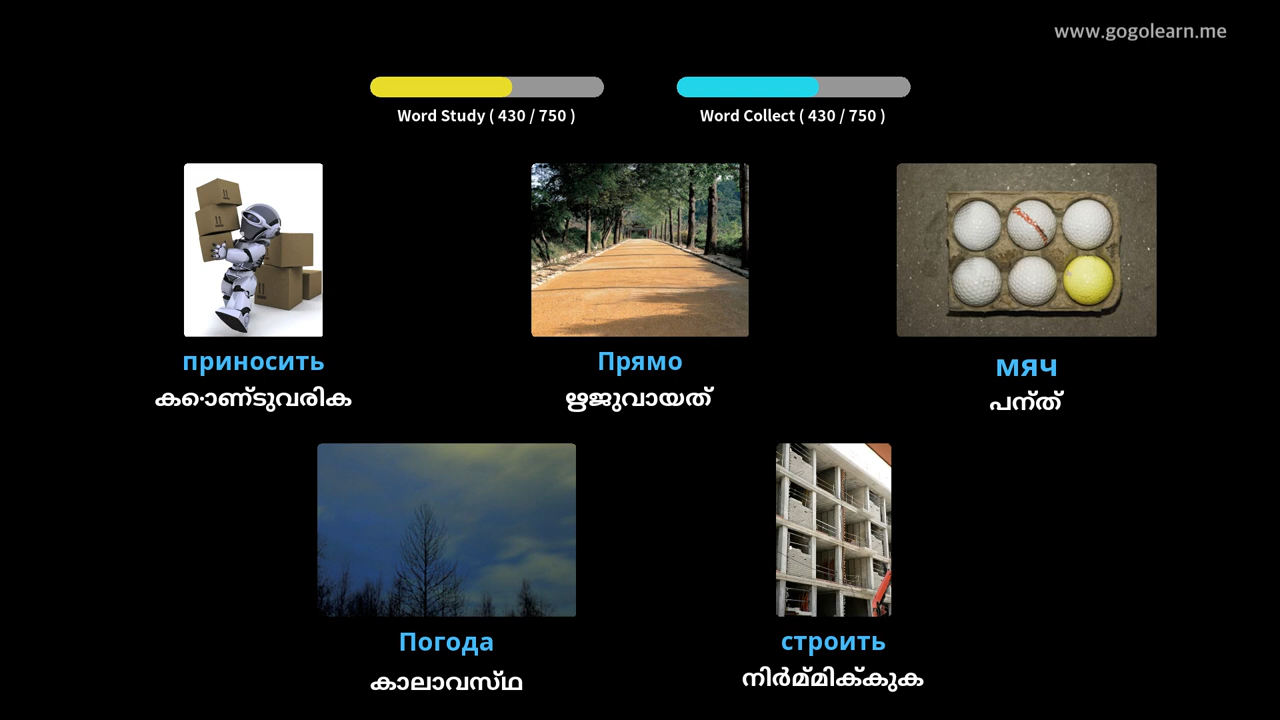 www.gogolearn.me
Word Study ( 430 / 750 )
Word Collect ( 430 / 750 )
приносить
Прямо
мяч
കൊണ്ടുവരിക
ഋജുവായത്
പന്ത്
Погода
строить
കാലാവസ്ഥ
നിർമ്മിക്കുക